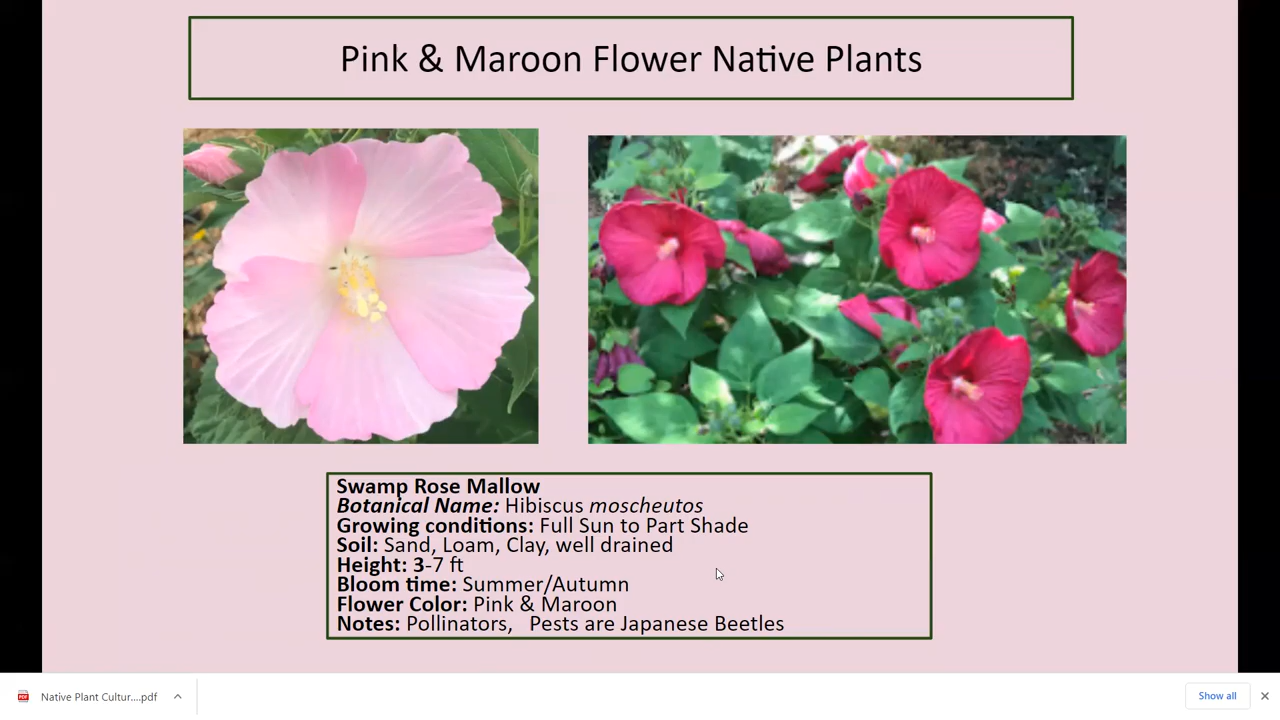 Pink & Maroon Flower Native Plants
Swamp Rose Mallow
Botanical Name: Hibiscus moscheutos
Growing conditions: Full Sun to Part Shade
Soil: Sand, Loam, Clay, well drained
Height: 3-7 ft
Bloom time: Summer/Autumn
Flower Color: Pink & Maroon
Notes: Pollinators,   Pests are Japanese Beetles
PDF
Native Plant Cultur....pdf
Show all